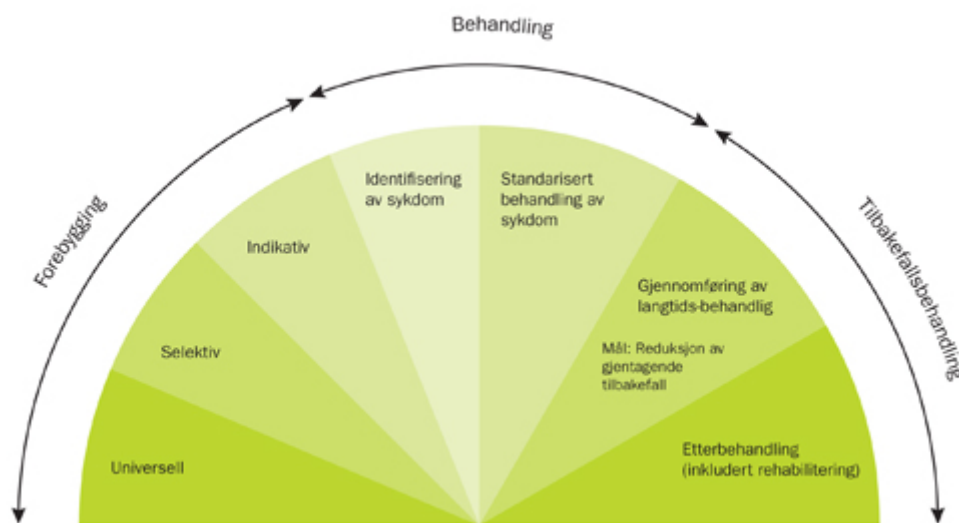 Behandling
Forebygging
Tilbakefallsbehandling
Identifisering
av sykdom
Standarisert
behandling av
sykdom
Indikativ
Gjennomføring av
langtids-behandlig
Selektiv
Mål: Reduksjon av
gjentagende
tilbakefall
Universell
Etterbehandling
(inkludert rehabilitering)